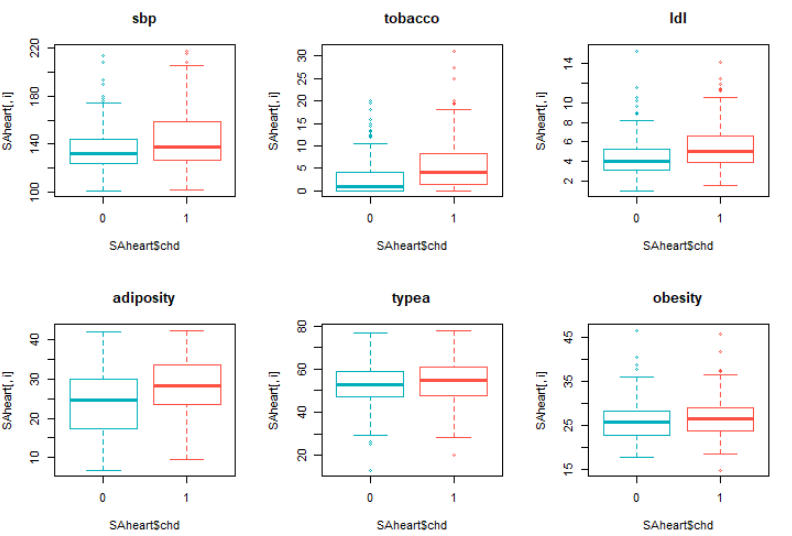 sbp
tobacco
ldl
SAheart[, i]
100
140
180
220
0
1
SAheart$chd
SAheart[, i]
0
5
10
15
20
25
30
0
1
SAheart$chd
SAheart[, i]
2
4
6
8
10
14
0
1
SAheart$chd
adiposity
typea
obesity
SAheart[, i]
10
20
30
40
0
1
SAheart$chd
SAheart[, i]
20
40
60
80
0
1
SAheart$chd
SAheart[, i]
15
25
35
45
0
1
SAheart$chd